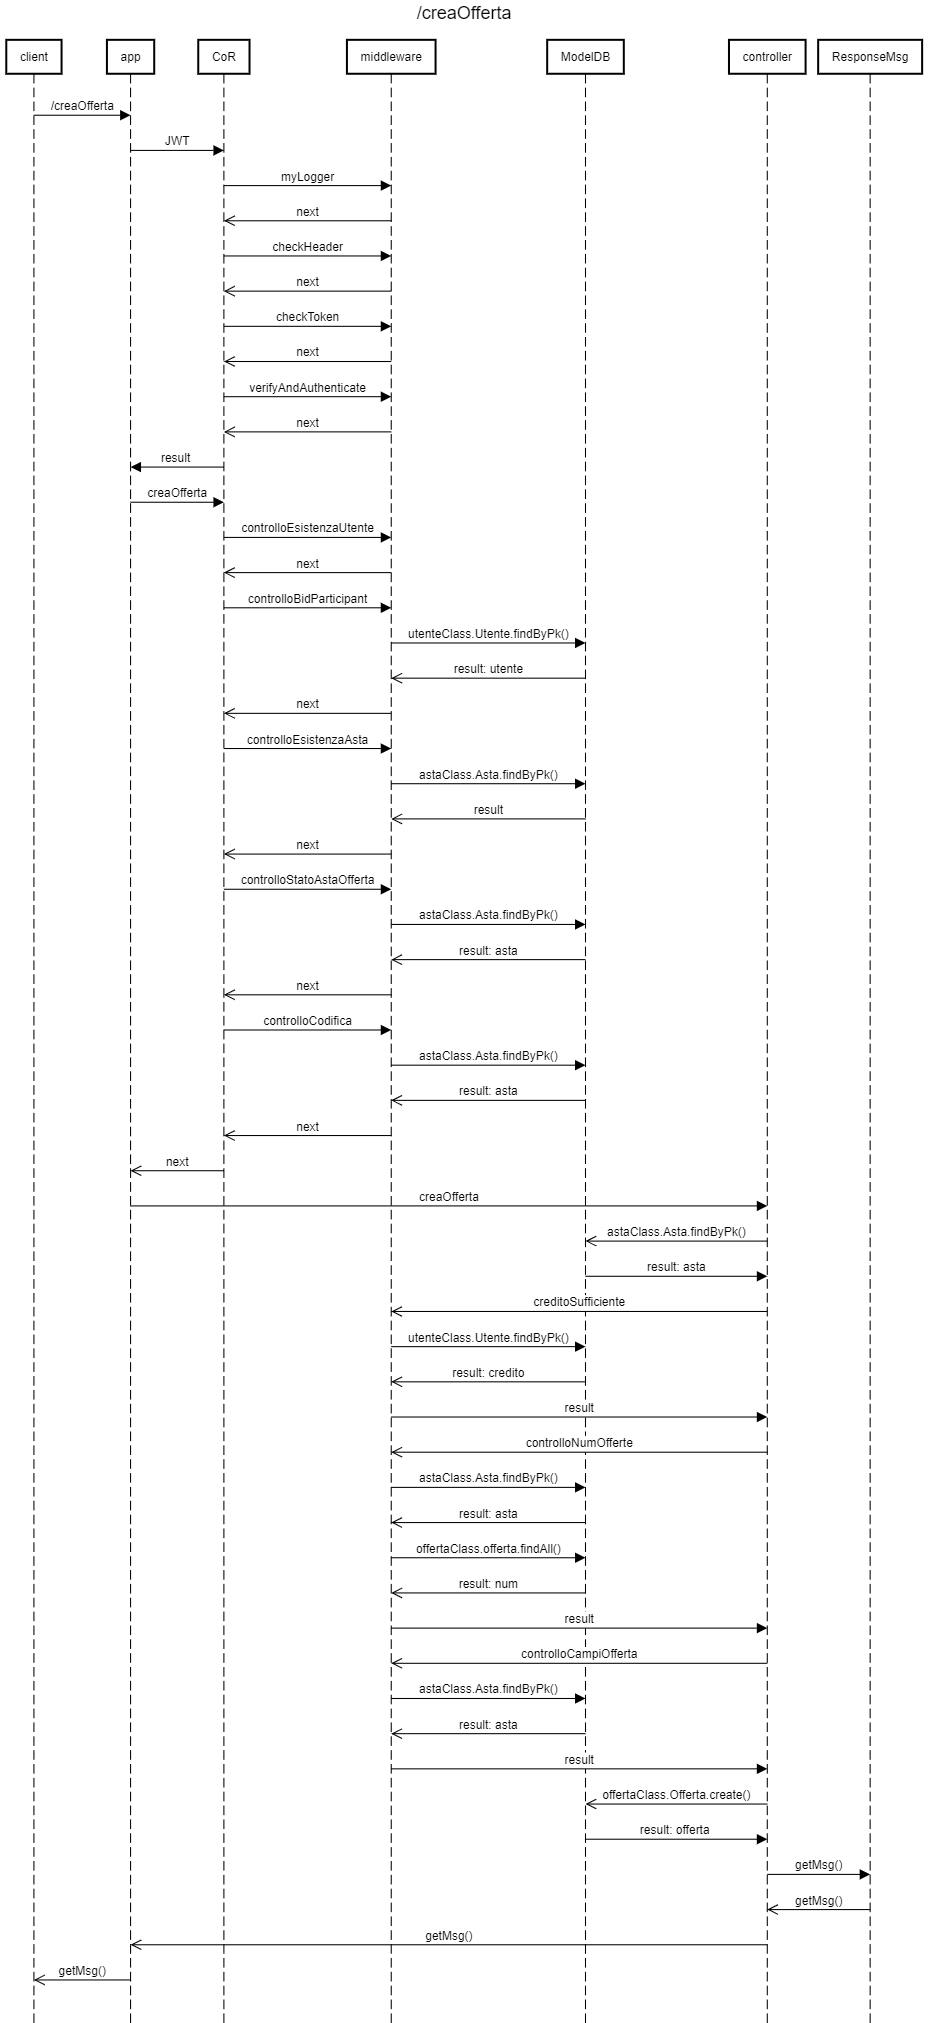 /creaOfferta
client
app
CoR
middleware
ModelDB
controller
ResponseMsg
/creaOfferta
JWT
myLogger
next
checkHeader
next
checkToken
next
verifyAndAuthenticate
next
result
creaOfferta
controlloEsistenzaUtente
next
controlloBidParticipant
utenteClass.Utente.findByPk()
result: utente
next
controlloEsistenzaAsta
astaClass.Asta.findByPk()
result
next
controlloStatoAstaOfferta
astaClass.Asta.findByPk()
result: asta
next
controlloCodifica
astaClass.Asta.findByPk()
result: asta
next
next
creaOfferta
astaClass.Asta.findByPk()
result: asta
creditoSufficiente
utenteClass.Utente.findByPk()
result: credito
result
controlloNumOfferte
astaClass.Asta.findByPk()
result: asta
offertaClass.offerta.findAll()
result: num
result
controlloCampiOfferta
astaClass.Asta.findByPk()
result: asta
result
offertaClass.Offerta.create()
result: offerta
getMsg()
getMsg()
getMsg()
getMsg()